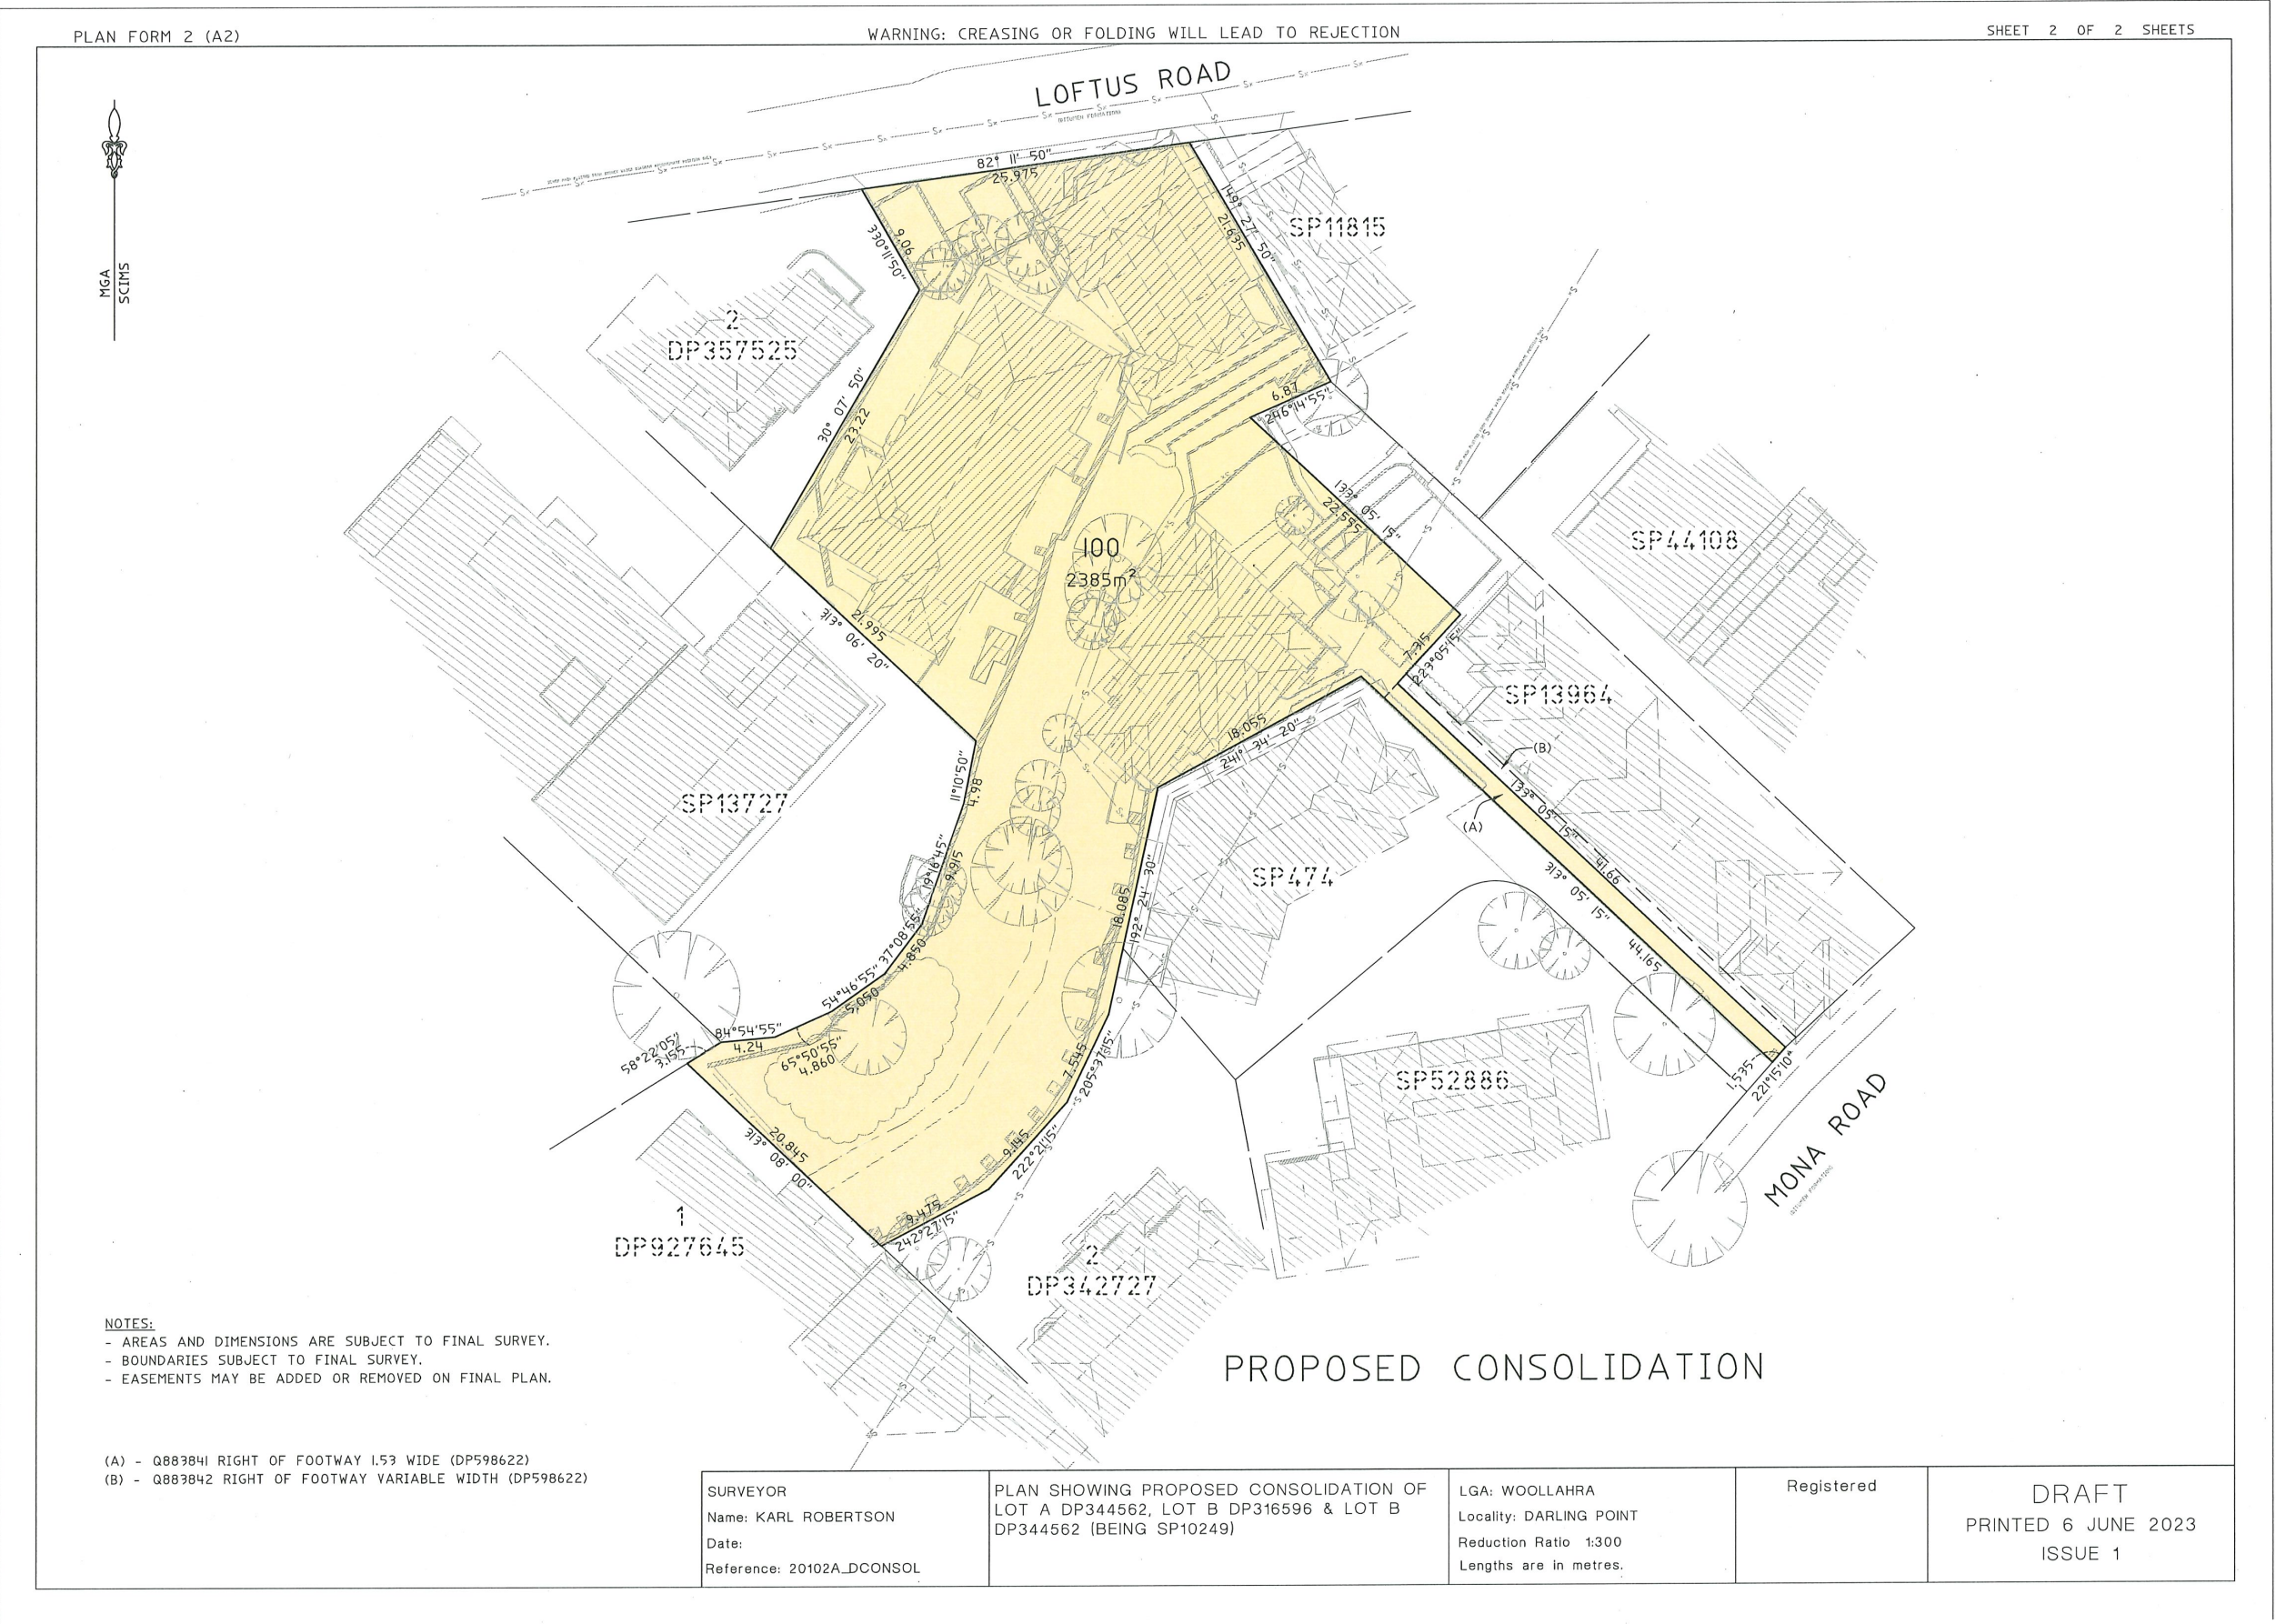 PLAN FORM 2 (A2)
WARNING: CREASING OR FOLDING WILL LEAD TO REJECTION
SHEET 2 OF 2 SHEETS
LOFTUS ROAD
BITUMEN FORMATION
MGA
SCIMS
82° 11' 50"
25.975
149° 27' 50"
21.635
SP11815
330°11'50"
9.06
2
DP357525
30° 07' 50"
23.22
6.87
246°14'55"
133° 05' 15"
22.555
SP44108
100
2385m²
313° 06' 20"
21.995
7.315
223°05'15"
SP13964
18.055
241° 34' 20"
(B)
(A)
133° 05' 15"
41.66
313° 05' 15"
44.165
SP13727
11°10'50"
4.98
19°16'45"
9.915
37°08'55"
4.850
54°46'55"
5.050
SP474
18.085
192° 24' 30"
84°54'55"
4.24
65°50'55"
4.860
58°22'05"
3.155
7.545
205°37'15"
SP52886
1.535
221°15'10"
MONA ROAD
BITUMEN FORMATION
20.845
313° 08' 00"
9.145
222°21'15"
9.475
242°27'15"
1
DP927645
2
DP342727
NOTES:
- AREAS AND DIMENSIONS ARE SUBJECT TO FINAL SURVEY.
- BOUNDARIES SUBJECT TO FINAL SURVEY.
- EASEMENTS MAY BE ADDED OR REMOVED ON FINAL PLAN.
PROPOSED CONSOLIDATION
(A) - Q883841 RIGHT OF FOOTWAY 1.53 WIDE (DP598622)
(B) - Q883842 RIGHT OF FOOTWAY VARIABLE WIDTH (DP598622)
SURVEYOR
Name: KARL ROBERTSON
Date:
Reference: 20102A_DCONSOL
PLAN SHOWING PROPOSED CONSOLIDATION OF
LOT A DP344562, LOT B DP316596 & LOT B
DP344562 (BEING SP10249)
LGA: WOOLLAHRA
Locality: DARLING POINT
Reduction Ratio 1:300
Lengths are in metres.
Registered
DRAFT
PRINTED 6 JUNE 2023
ISSUE 1